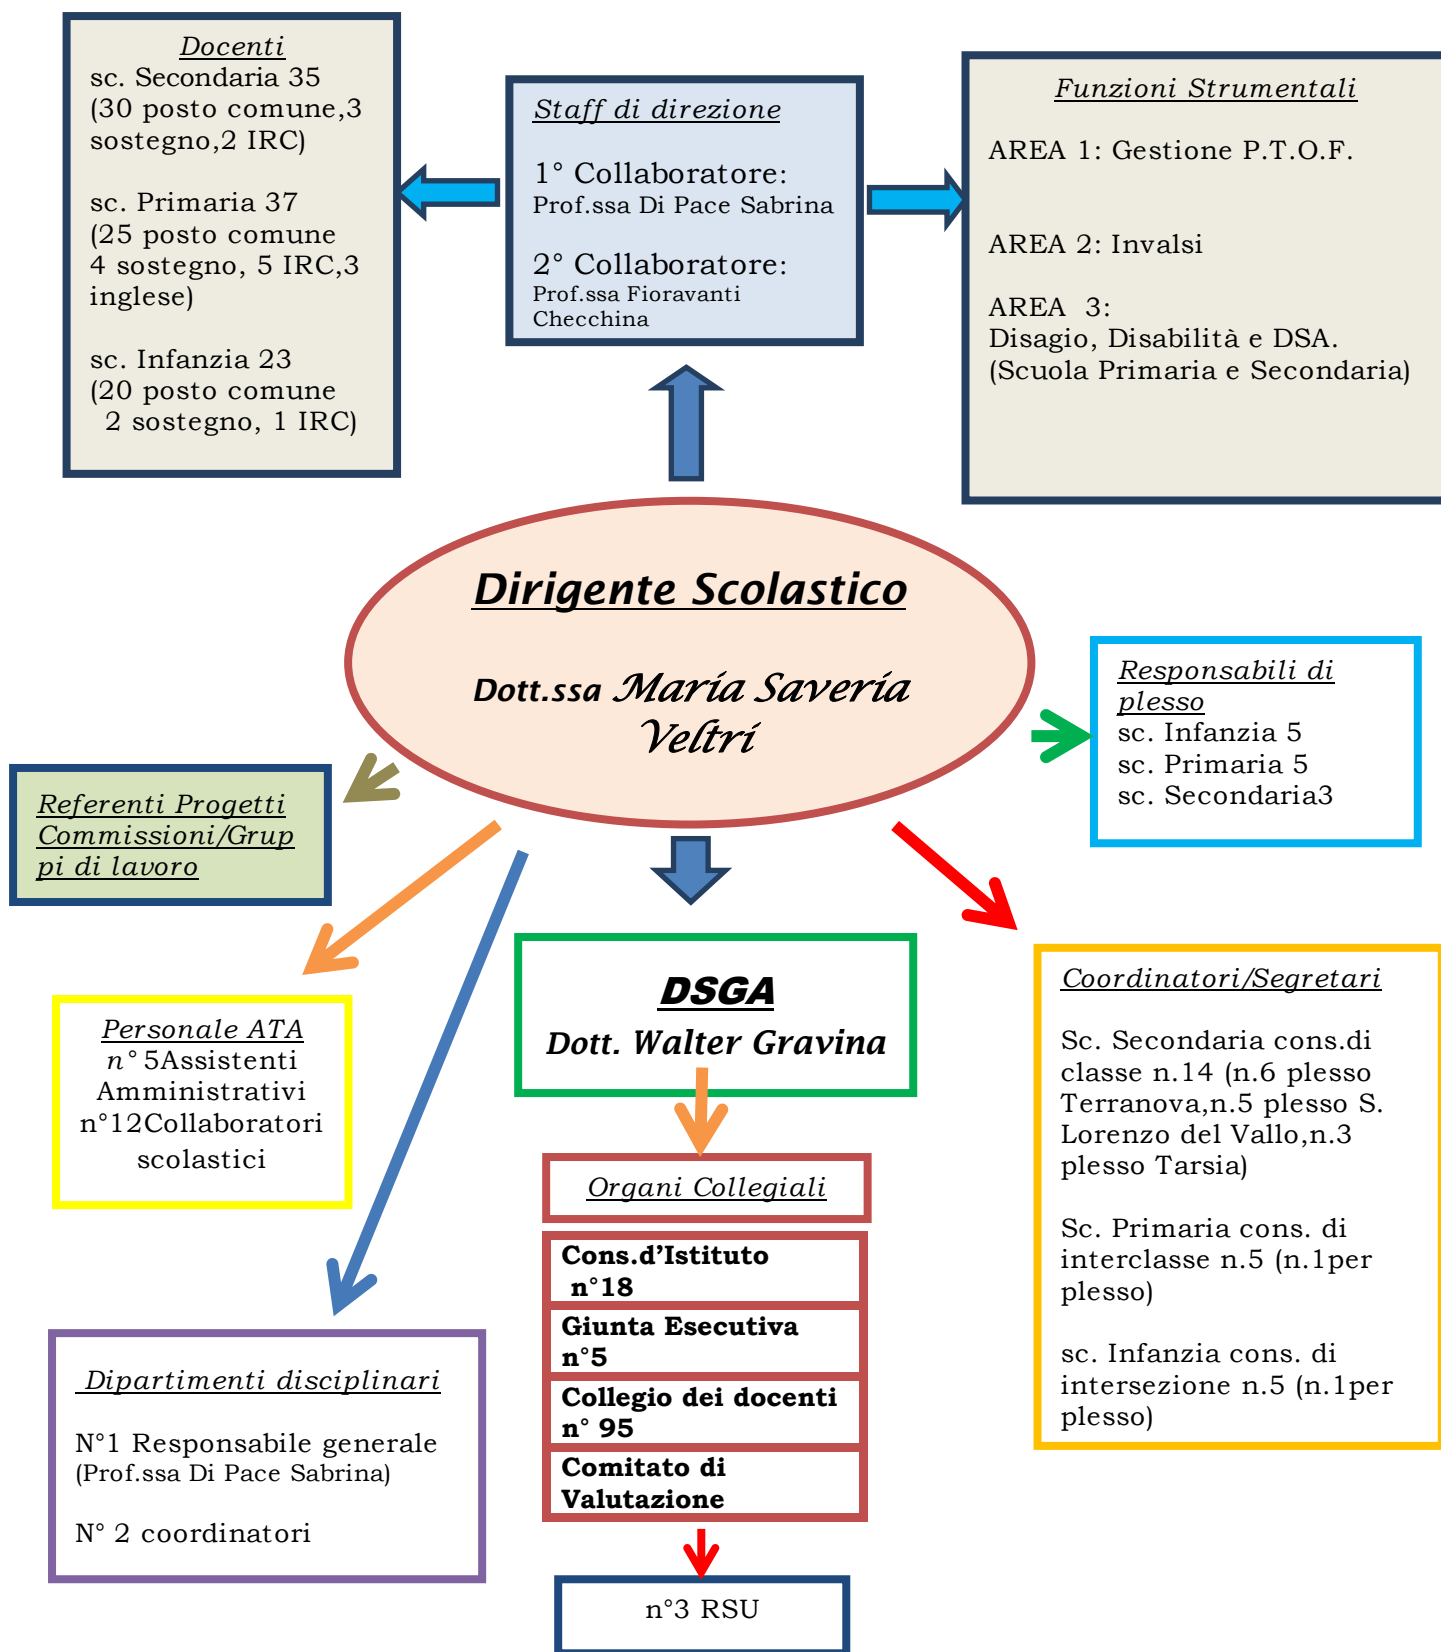 Docenti
sc. Secondaria 35
(30 posto comune,3
sostegno,2 IRC)
sc. Primaria 37
(25 posto comune
4 sostegno, 5 IRC,3
inglese)
sc. Infanzia 23
(20 posto comune
2 sostegno, 1 IRC)
Staff di direzione
1° Collaboratore:
Prof.ssa Di Pace Sabrina
2° Collaboratore:
Prof.ssa Fioravanti
Checchina
Funzioni Strumentali
AREA 1: Gestione P.T.O.F.
AREA 2: Invalsi
AREA 3:
Disagio, Disabilità e DSA.
(Scuola Primaria e Secondaria)
Dirigente Scolastico
Dott.ssa Maria Saveria
Veltri
Responsabili di
plesso
sc. Infanzia 5
sc. Primaria 5
sc. Secondaria3
Referenti Progetti
Commissioni/Grup
pi di lavoro
Personale ATA
n° 5Assistenti
Amministrativi
n°12Collaboratori
scolastici
DSGA
Dott. Walter Gravina
Coordinatori/Segretari
Sc. Secondaria cons.di
classe n.14 (n.6 plesso
Terranova,n.5 plesso S.
Lorenzo del Vallo,n.3
plesso Tarsia)
Sc. Primaria cons. di
interclasse n.5 (n.1per
plesso)
sc. Infanzia cons. di
intersezione n.5 (n.1per
plesso)
Organi Collegiali
Cons.d’Istituto
n°18
Giunta Esecutiva
n°5
Collegio dei docenti
n° 95
Comitato di
Valutazione
Dipartimenti disciplinari
N°1 Responsabile generale
(Prof.ssa Di Pace Sabrina)
N° 2 coordinatori
n°3 RSU